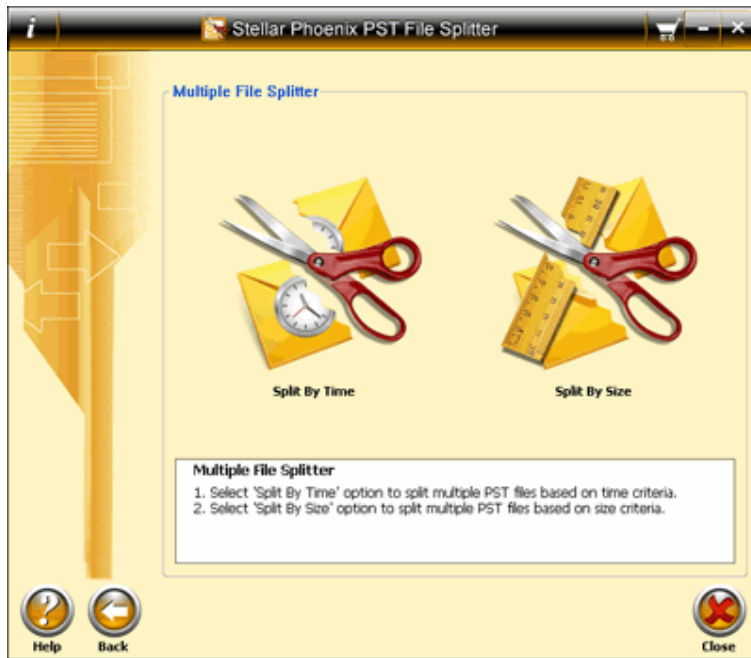 i
Stellar Phoenix PST File Splitter
Multiple File Splitter
Split By Time
Split By Size
Multiple File Splitter
1. Select 'Split By Time' option to split multiple PST files based on time criteria.
2. Select 'Split By Size' option to split multiple PST files based on size criteria.
?
Help
Back
Close